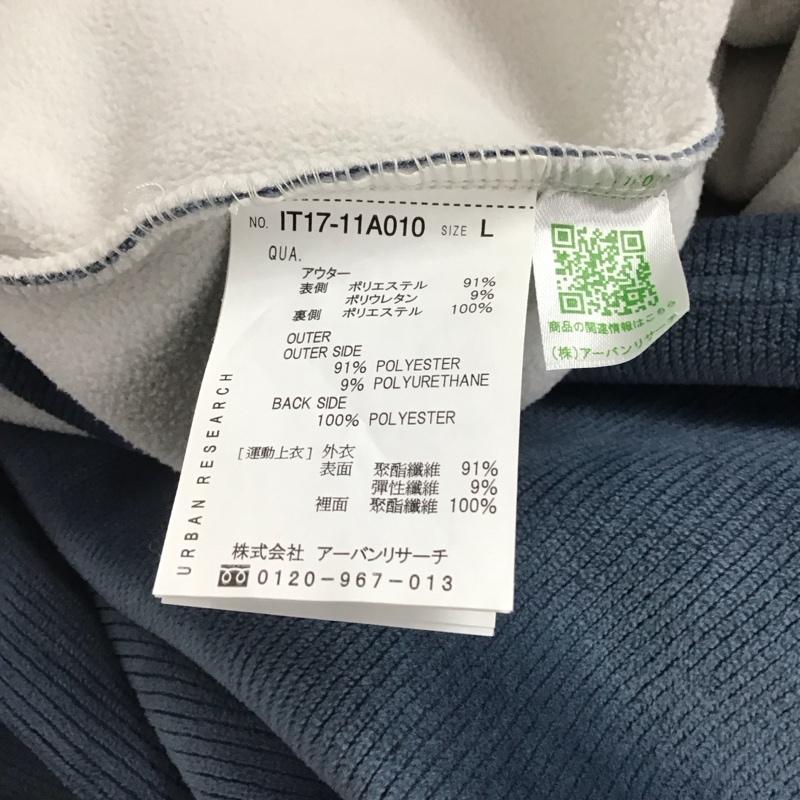 NO. IT17-11A010 SIZE L
QUA.
アウター
表側 ポリエステル 91%
ポリウレタン 9%
裏側 ポリエステル 100%
OUTER
OUTER SIDE
91% POLYESTER
9% POLYURETHANE
BACK SIDE
100% POLYESTER
[運動上衣] 外衣
表面 聚酯纖維 91%
彈性纖維 9%
裡面 聚酯纖維 100%
URBAN RESEARCH
株式会社 アーバンリサーチ
0120-967-013
商品の関連情報はこちら
(株)アーバンリサーチ